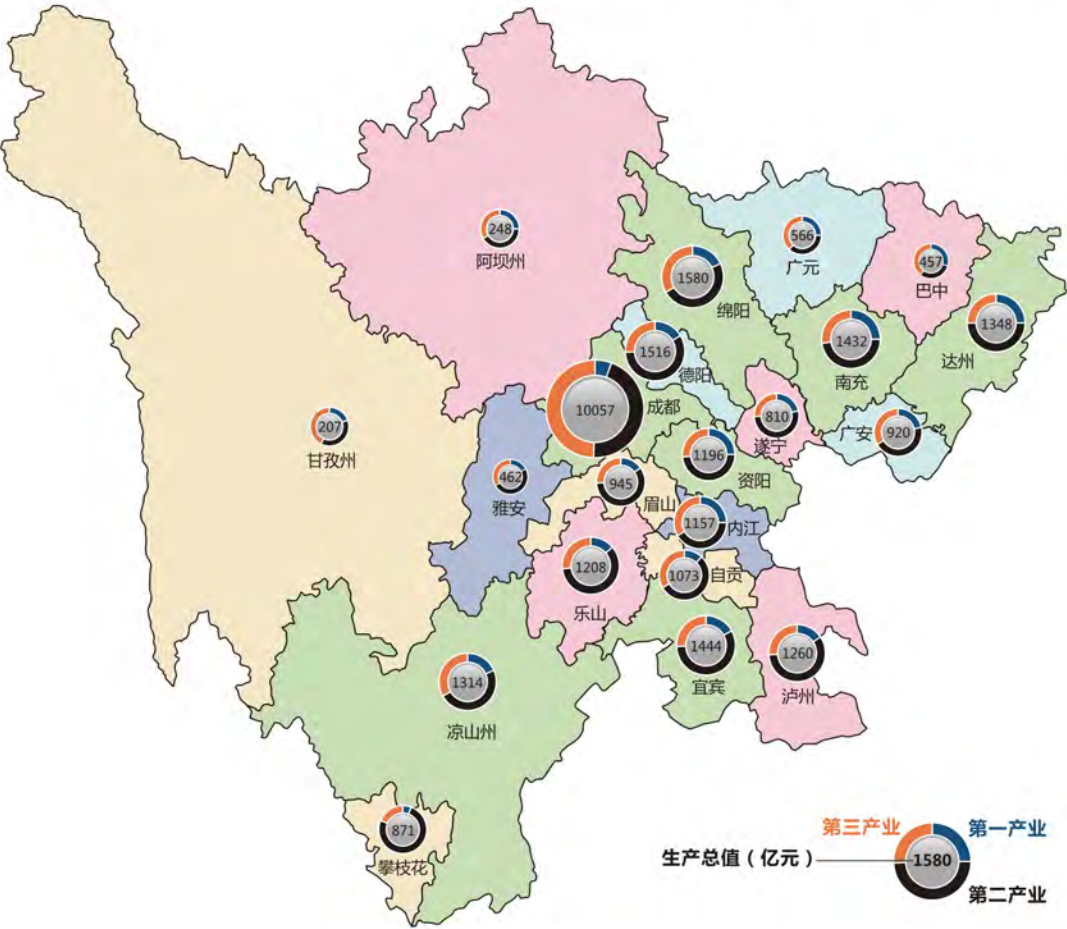 248
阿坝州
566
广元
457
巴中
1580
绵阳
1348
达州
1432
南充
1516
德阳
10057
成都
810
遂宁
广安
920
207
甘孜州
1196
资阳
462
雅安
945
眉山
1157
内江
1208
乐山
1073
自贡
1444
宜宾
1260
泸州
1314
凉山州
871
攀枝花
第三产业
第一产业
生产总值（亿元）
1580
第二产业